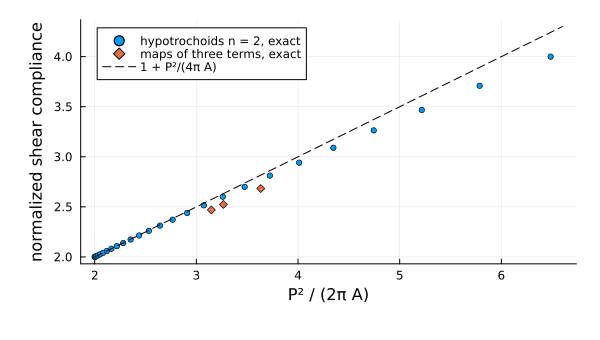 normalized shear compliance
4.0
3.5
3.0
2.5
2.0
hypotrochoids n = 2, exact
maps of three terms, exact
1 + P²/(4π A)
2 3 4 5 6
P² / (2π A)